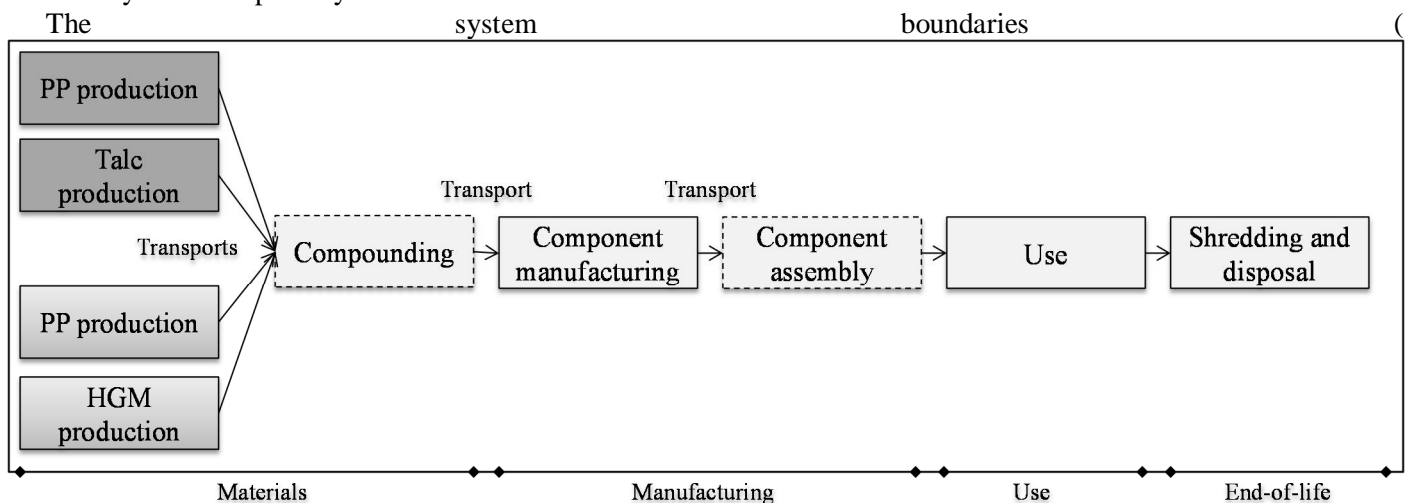 The system boundaries (
PP production
Talc
production
Transports
PP production
HGM
production
Compounding
Transport
Component
manufacturing
Transport
Component
assembly
Use
Shredding and
disposal
Materials
Manufacturing
Use
End-of-life